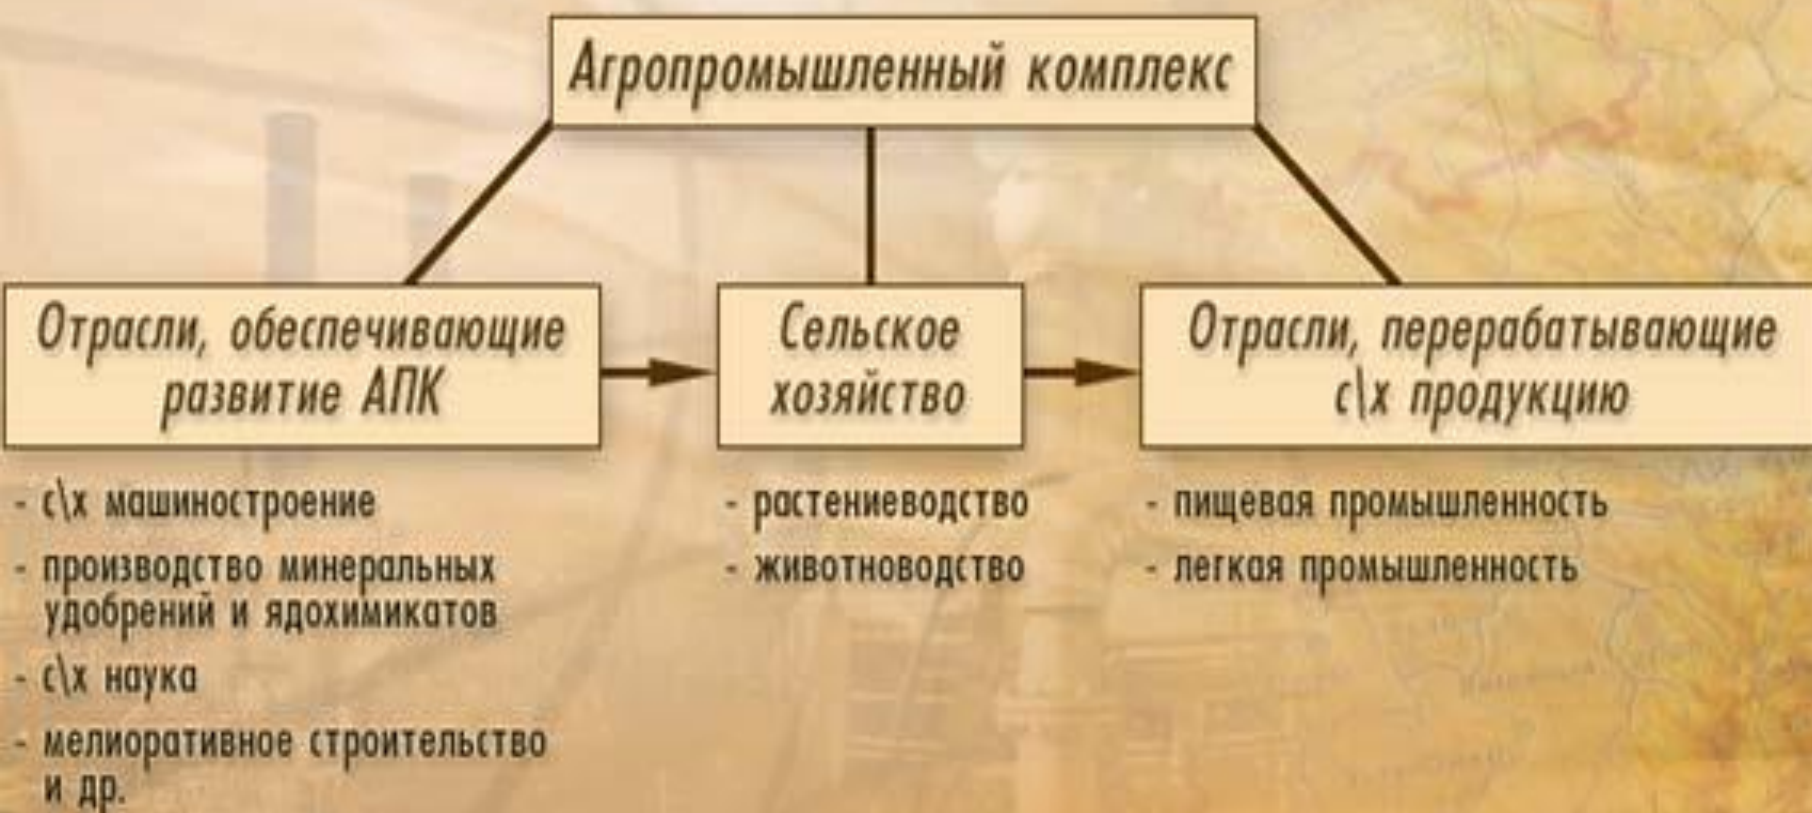 Агропромышленный комплекс
Отрасли, обеспечивающие
развитие АПК
- с\х машиностроение
- производство минеральных
удобрений и ядохимикатов
- с\х наука
- мелиоративное строительство
и др.
Сельское
хозяйство
- растениеводство
- животноводство
Отрасли, перерабатывающие
с\х продукцию
- пищевая промышленность
- легкая промышленность